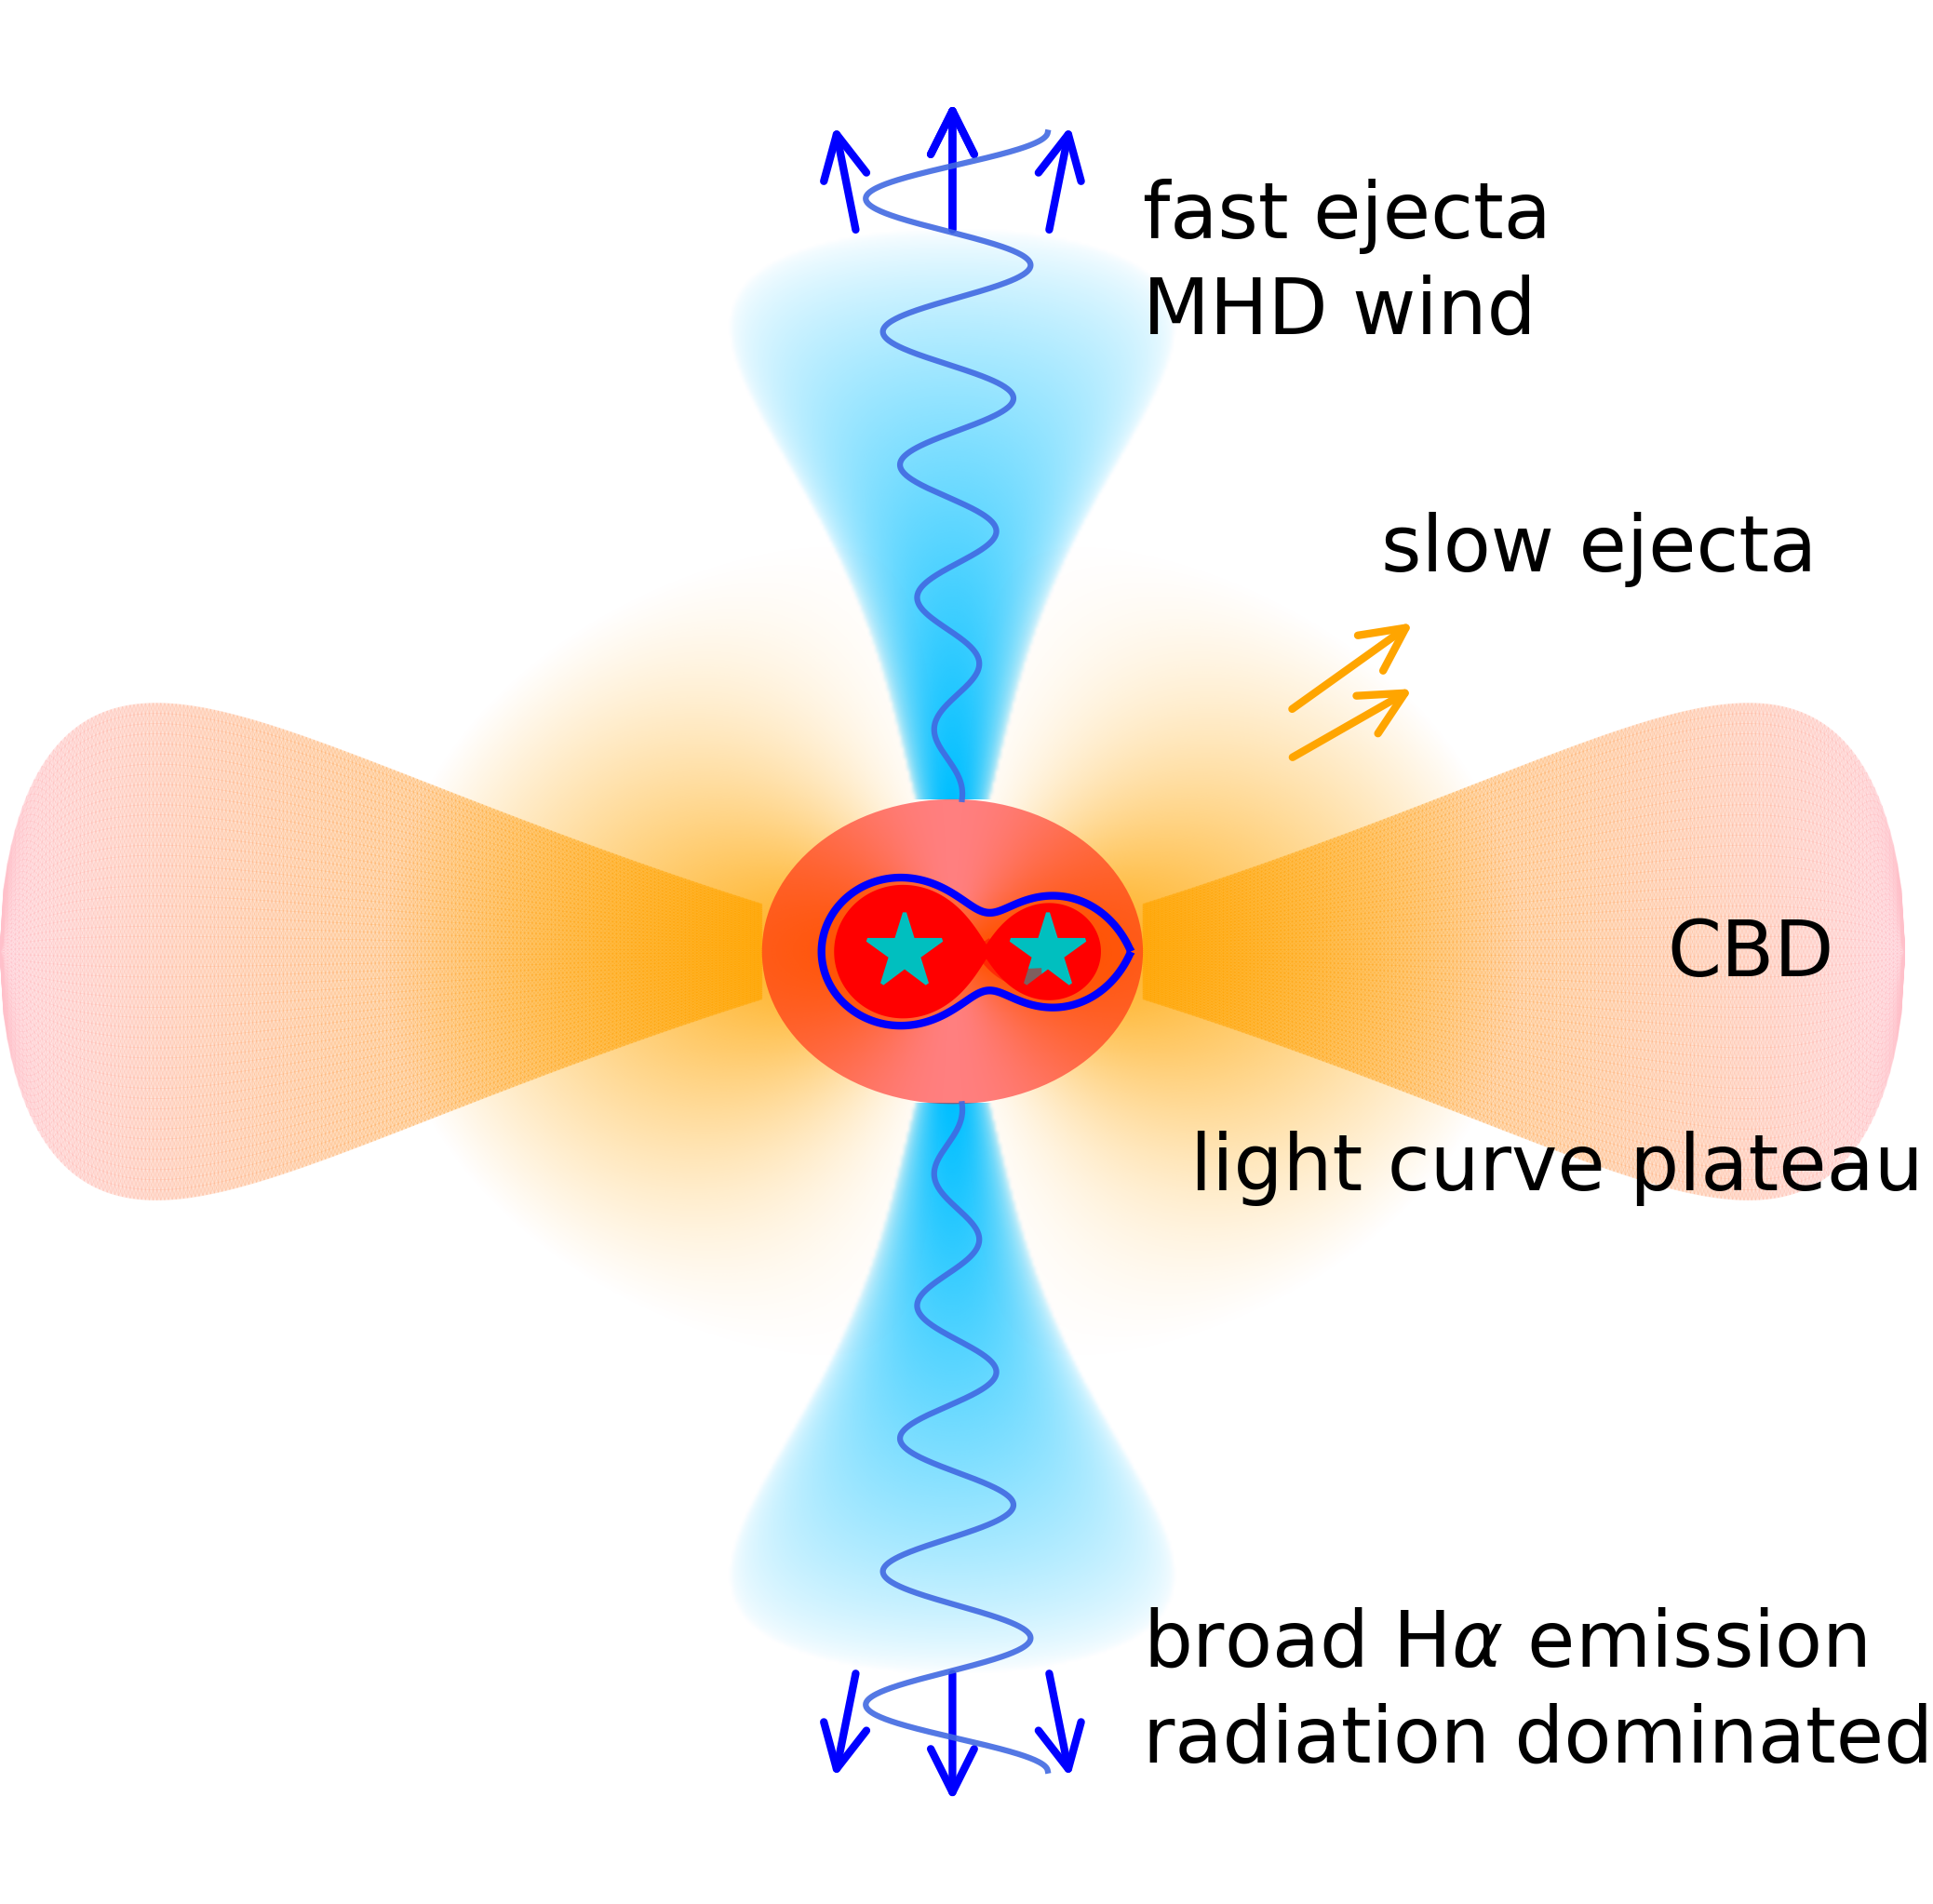 fast ejecta
MHD wind
slow ejecta
CBD
light curve plateau
broad Hα emission
radiation dominated